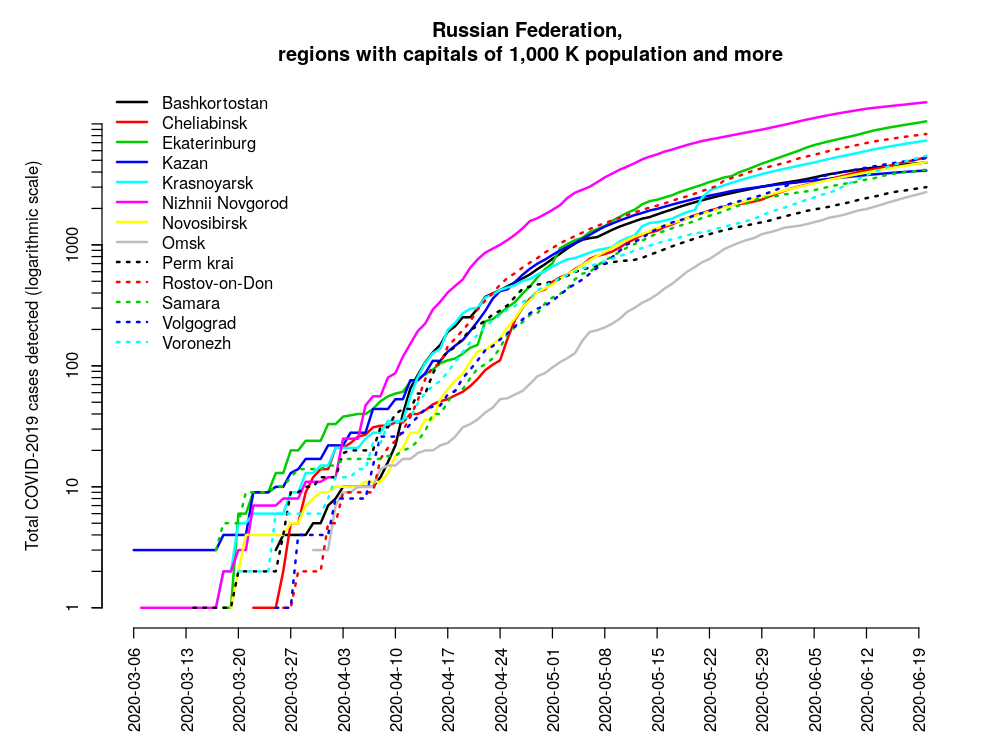 Russian Federation,
regions with capitals of 1,000 K population and more
Bashkortostan
Cheliabinsk
Ekaterinburg
Kazan
Krasnoyarsk
Nizhnii Novgorod
Novosibirsk
Omsk
Perm krai
Rostov-on-Don
Samara
Volgograd
Voronezh
Total COVID-2019 cases detected (logarithmic scale)
1000
100
10
1
2020-03-06
2020-03-13
2020-03-20
2020-03-27
2020-04-03
2020-04-10
2020-04-17
2020-04-24
2020-05-01
2020-05-08
2020-05-15
2020-05-22
2020-05-29
2020-06-05
2020-06-12
2020-06-19